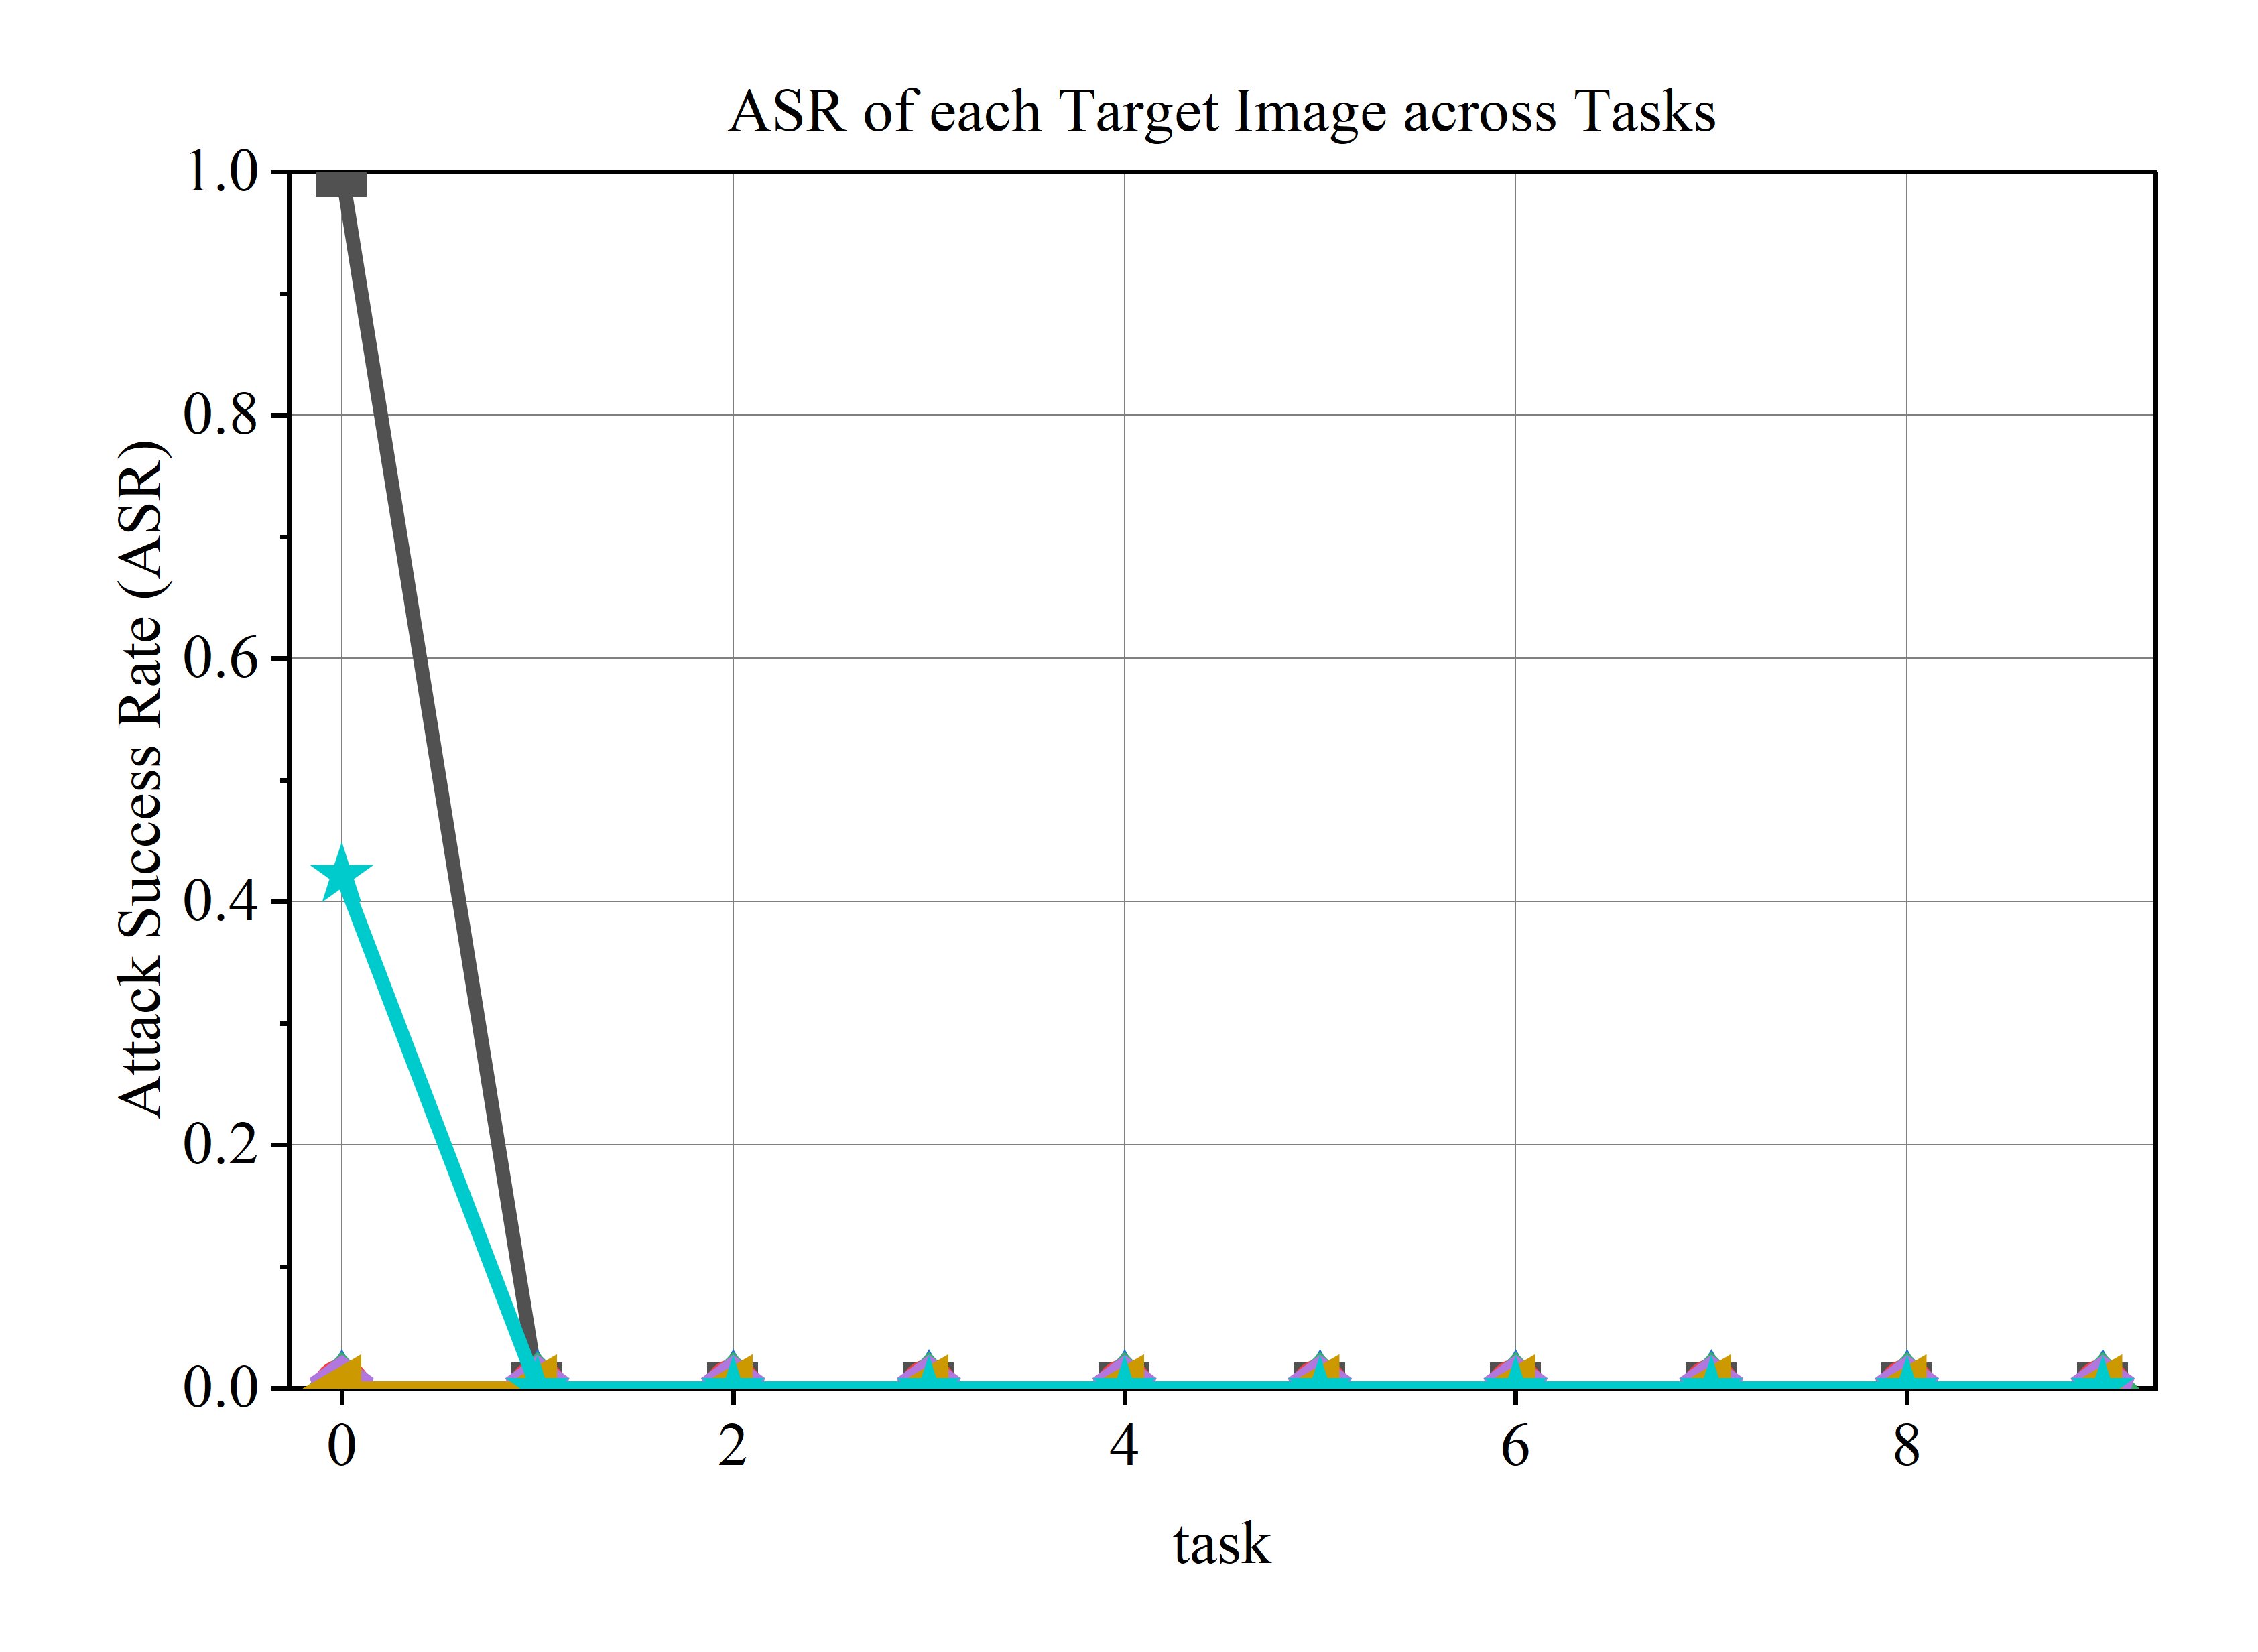 ASR of each Target Image across Tasks
Attack Success Rate (ASR)
1.0
0.8
0.6
0.4
0.2
0.0
0 2 4 6 8
task